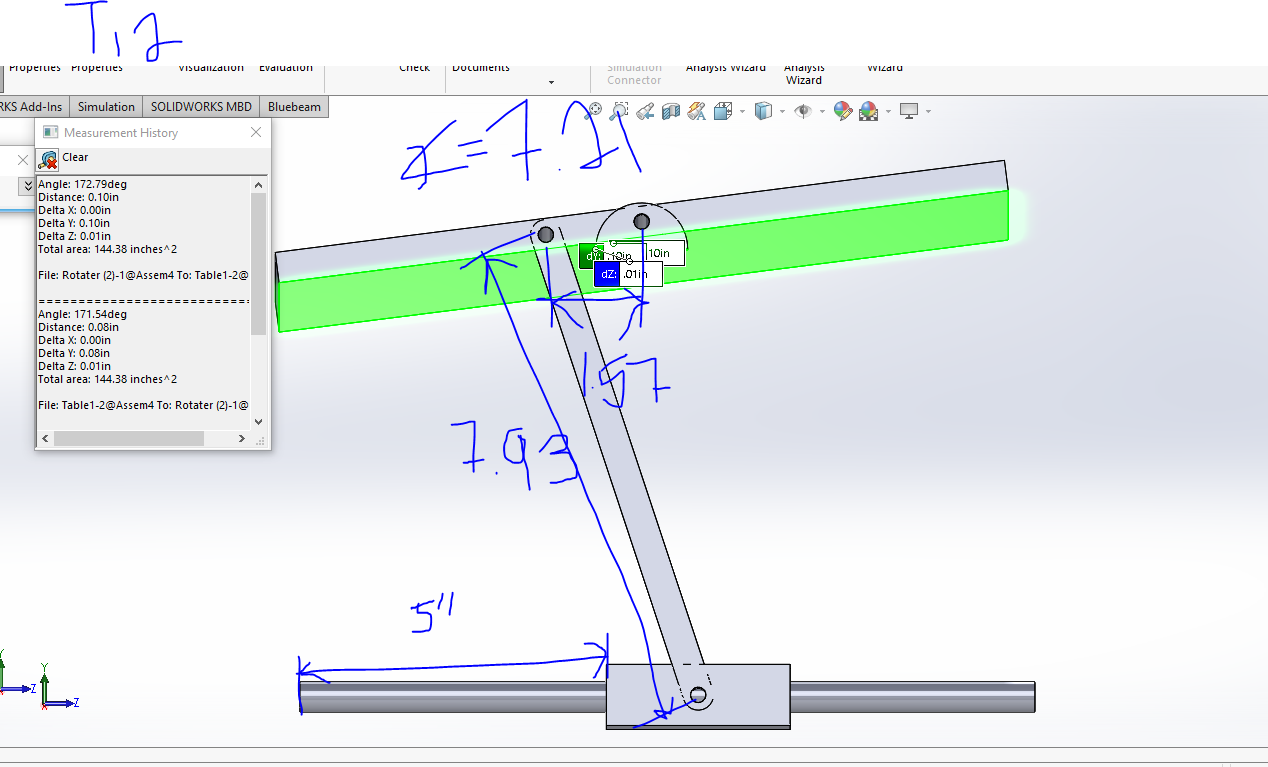 T,2
Properties Properties Visualization Evaluation Check Documents Simulation Connector Analysis Wizard Analysis Wizard Wizard
RKS Add-Ins Simulation SOLIDWORKS MBD Bluebeam
Measurement History
Clear
Angle: 172.79deg
Distance: 0.10in
Delta X: 0.00in
Delta Y: 0.10in
Delta Z: 0.01in
Total area: 144.38 inches^2
File: Rotater (2)-1@Assem4 To: Table1-2@
============================
Angle: 171.54deg
Distance: 0.08in
Delta X: 0.00in
Delta Y: 0.08in
Delta Z: 0.01in
Total area: 144.38 inches^2
File: Table1-2@Assem4 To: Rotater (2)-1@
=7.21
dY: .10in
10in
dZ: .01in
1.57
7.93
5"
Y
Z
Y
X
Z